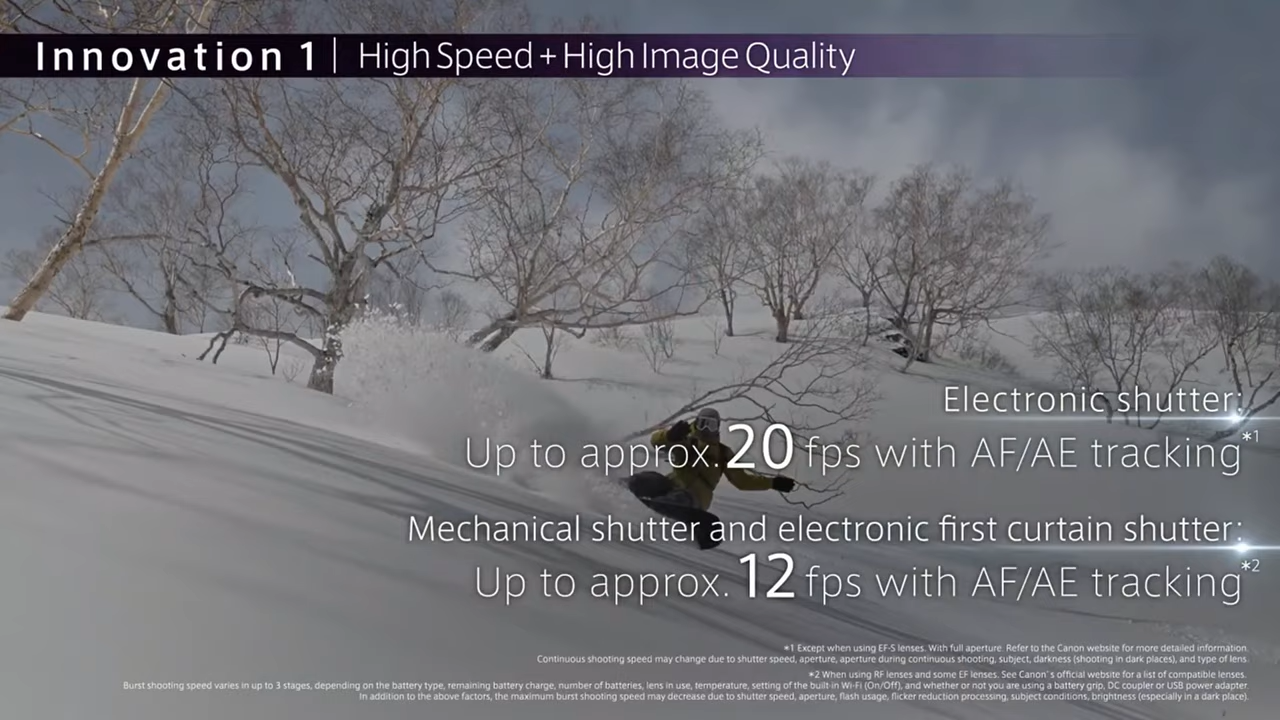 Innovation 1 | High Speed + High Image Quality
Electronic shutter:
Up to approx. 20 fps with AF/AE tracking*1
Mechanical shutter and electronic first curtain shutter:
Up to approx. 12 fps with AF/AE tracking*2
*1 Except when using EF-S lenses. With full aperture. Refer to the Canon website for more detailed information.
Continuous shooting speed may change due to shutter speed, aperture, aperture during continuous shooting, subject, darkness (shooting in dark places), and type of lens.
*2 When using RF lenses and some EF lenses. See Canon's official website for a list of compatible lenses.
Burst shooting speed varies in up to 3 stages, depending on the battery type, remaining battery charge, number of batteries, lens in use, temperature, setting of the built-in Wi-Fi (On/Off), and whether or not you are using a battery grip, DC coupler or USB power adapter.
In addition to the above factors, the maximum burst shooting speed may decrease due to shutter speed, aperture, flash usage, flicker reduction processing, subject conditions, brightness (especially in a dark place).